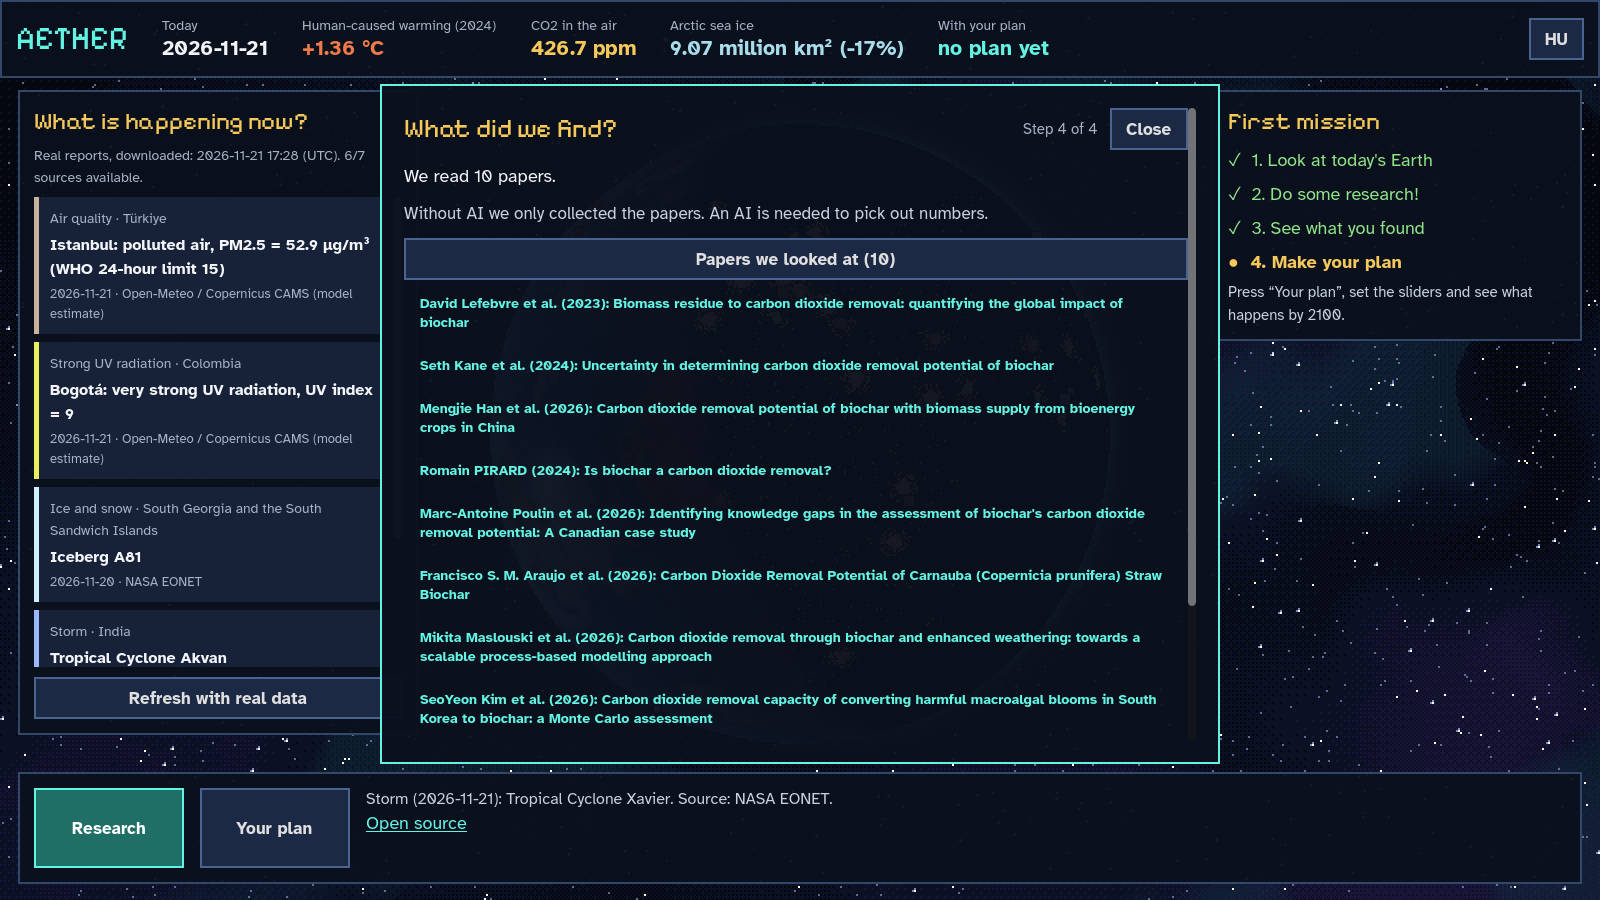 AETHER
Today
2026-11-21
Human-caused warming (2024)
+1.36 °C
CO2 in the air
426.7 ppm
Arctic sea ice
9.07 million km² (-17%)
With your plan
no plan yet
HU
What is happening now?
Real reports, downloaded: 2026-11-21 17:28 (UTC). 6/7
sources available.
Air quality · Türkiye
Istanbul: polluted air, PM2.5 = 52.9 µg/m³
(WHO 24-hour limit 15)
2026-11-21 · Open-Meteo / Copernicus CAMS (model
estimate)
Strong UV radiation · Colombia
Bogotá: very strong UV radiation, UV index
= 9
2026-11-21 · Open-Meteo / Copernicus CAMS (model
estimate)
Ice and snow · South Georgia and the South
Sandwich Islands
Iceberg A81
2026-11-20 · NASA EONET
Storm · India
Tropical Cyclone Akvan
Refresh with real data
What did we find?
Step 4 of 4
Close
We read 10 papers.
Without AI we only collected the papers. An AI is needed to pick out numbers.
Papers we looked at (10)
David Lefebvre et al. (2023): Biomass residue to carbon dioxide removal: quantifying the global impact of
biochar
Seth Kane et al. (2024): Uncertainty in determining carbon dioxide removal potential of biochar
Mengjie Han et al. (2026): Carbon dioxide removal potential of biochar with biomass supply from bioenergy
crops in China
Romain PIRARD (2024): Is biochar a carbon dioxide removal?
Marc-Antoine Poulin et al. (2026): Identifying knowledge gaps in the assessment of biochar's carbon dioxide
removal potential: A Canadian case study
Francisco S. M. Araujo et al. (2026): Carbon Dioxide Removal Potential of Carnauba (Copernicia prunifera) Straw
Biochar
Mikita Maslouski et al. (2026): Carbon dioxide removal through biochar and enhanced weathering: towards a
scalable process-based modelling approach
SeoYeon Kim et al. (2026): Carbon dioxide removal capacity of converting harmful macroalgal blooms in South
Korea to biochar: a Monte Carlo assessment
First mission
✓ 1. Look at today's Earth
✓ 2. Do some research!
✓ 3. See what you found
● 4. Make your plan
Press “Your plan”, set the sliders and see what
happens by 2100.
Research
Your plan
Storm (2026-11-21): Tropical Cyclone Xavier. Source: NASA EONET.
Open source